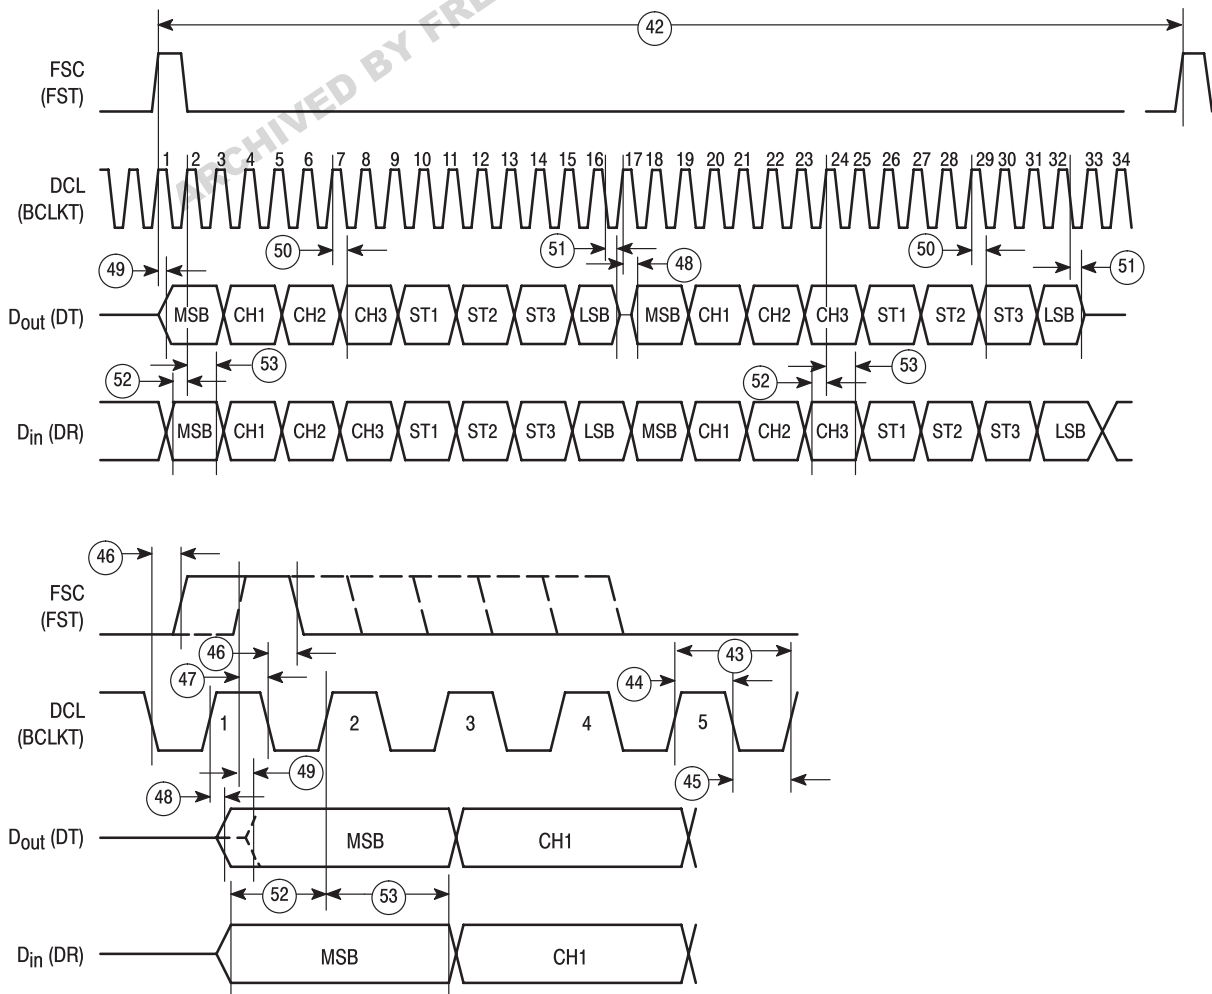 ARCHIVED BY FRE
42
FSC
(FST)
1 2 3 4 5 6 7 8 9 10 11 12 13 14 15 16 17 18 19 20 21 22 23 24 25 26 27 28 29 30 31 32 33 34
DCL
(BCLKT)
50 51 50
49 48 51
Dout (DT) MSB CH1 CH2 CH3 ST1 ST2 ST3 LSB MSB CH1 CH2 CH3 ST1 ST2 ST3 LSB
53 53
52 52
Din (DR) MSB CH1 CH2 CH3 ST1 ST2 ST3 LSB MSB CH1 CH2 CH3 ST1 ST2 ST3 LSB
46
FSC
(FST)
46 43
47 44
DCL
(BCLKT)
1 2 3 4 5
49 45
48
Dout (DT) MSB CH1
52 53
Din (DR) MSB CH1